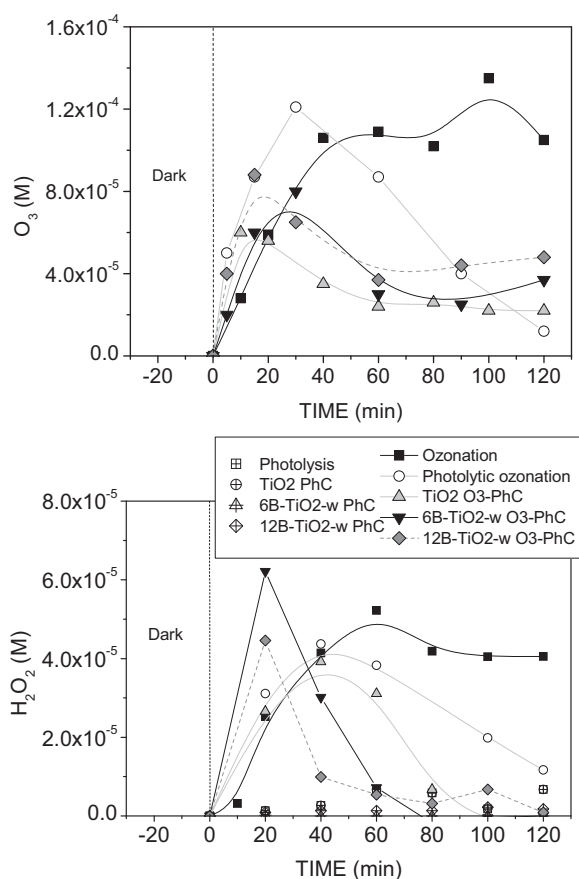 1.6x10-4
1.2x10-4
8.0x10-5
4.0x10-5
0.0
O3 (M)
Dark
-20 0 20 40 60 80 100 120
TIME (min)
Photolysis
TiO2 PhC
6B-TiO2-w PhC
12B-TiO2-w PhC
Ozonation
Photolytic ozonation
TiO2 O3-PhC
6B-TiO2-w O3-PhC
12B-TiO2-w O3-PhC
8.0x10-5
6.0x10-5
4.0x10-5
2.0x10-5
0.0
H2O2 (M)
Dark
-20 0 20 40 60 80 100 120
TIME (min)